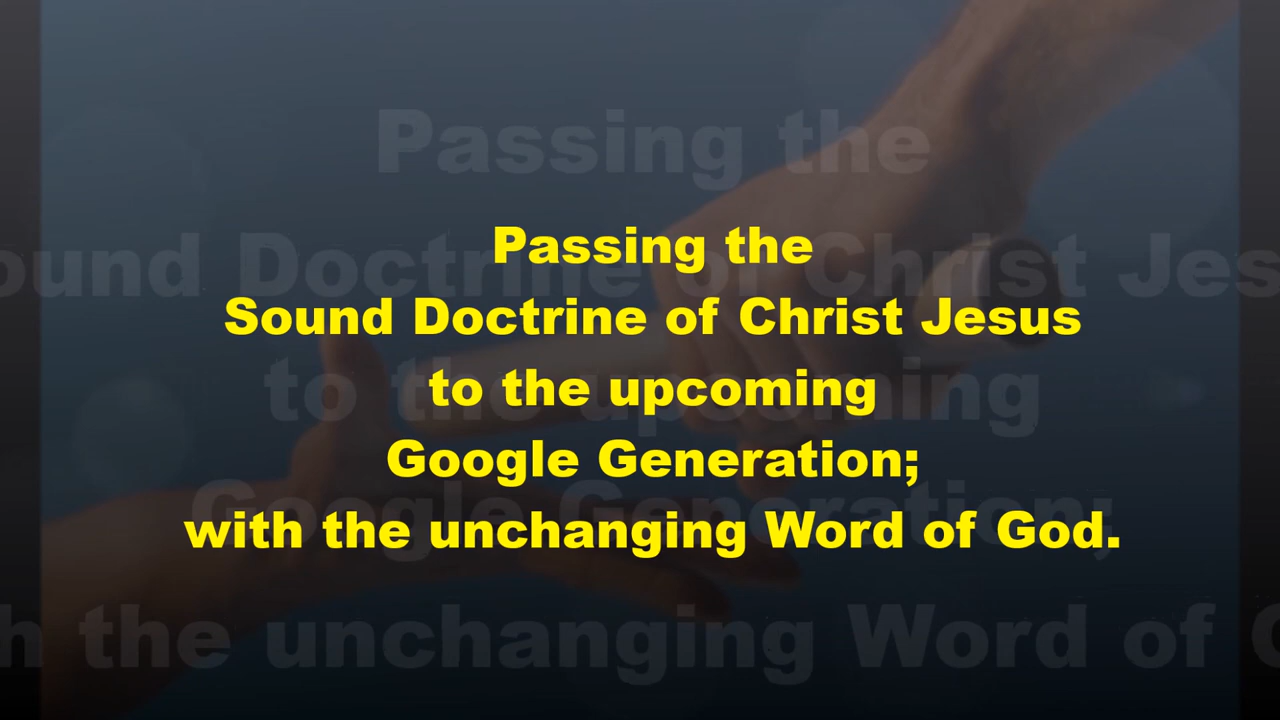 Passing the
Sound Doctrine of Christ Jesus
to the upcoming
Google Generation;
with the unchanging Word of God.